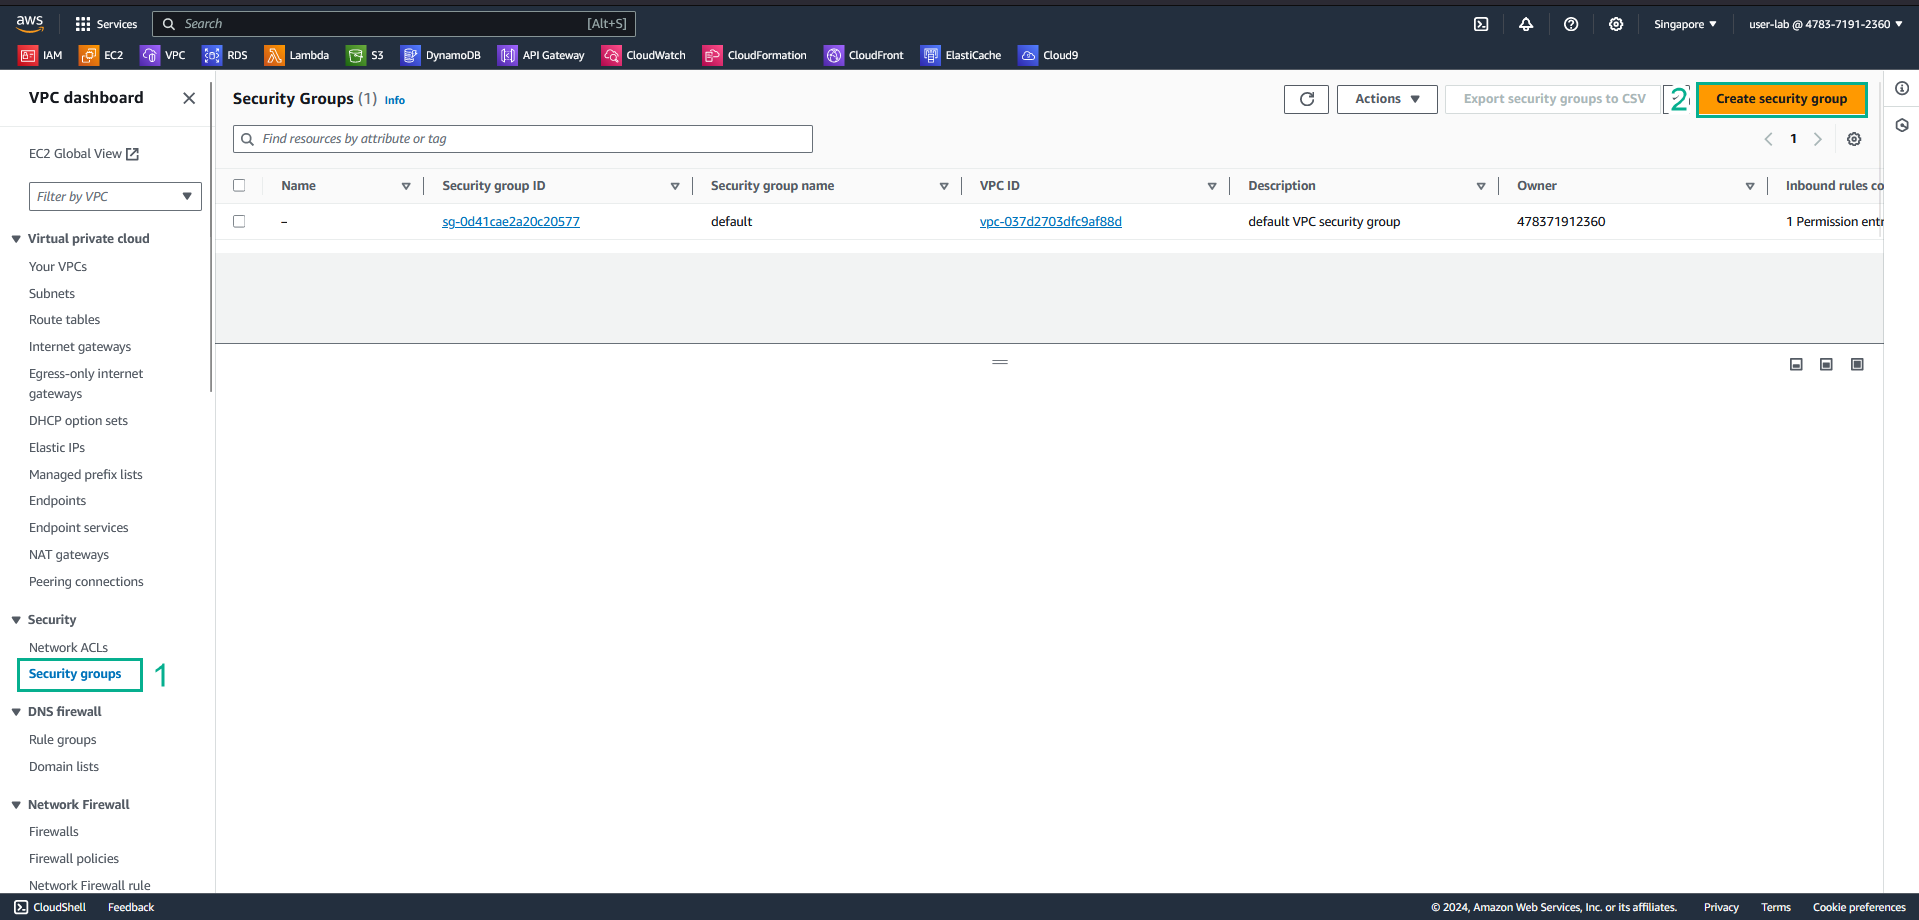 aws Services Search [Alt+S] Singapore user-lab @ 4783-7191-2360
IAM EC2 VPC RDS Lambda S3 DynamoDB API Gateway CloudWatch CloudFormation CloudFront ElastiCache Cloud9
VPC dashboard
EC2 Global View
Filter by VPC
Virtual private cloud
Your VPCs
Subnets
Route tables
Internet gateways
Egress-only internet
gateways
DHCP option sets
Elastic IPs
Managed prefix lists
Endpoints
Endpoint services
NAT gateways
Peering connections
Security
Network ACLs
Security groups 1
DNS firewall
Rule groups
Domain lists
Network Firewall
Firewalls
Firewall policies
Network Firewall rule
Security Groups (1) Info Actions Export security groups to CSV 2 Create security group
Find resources by attribute or tag 1
Name Security group ID Security group name VPC ID Description Owner Inbound rules co
– sg-0d41cae2a20c20577 default vpc-037d2703dfc9af88d default VPC security group 478371912360 1 Permission entr
CloudShell Feedback © 2024, Amazon Web Services, Inc. or its affiliates. Privacy Terms Cookie preferences